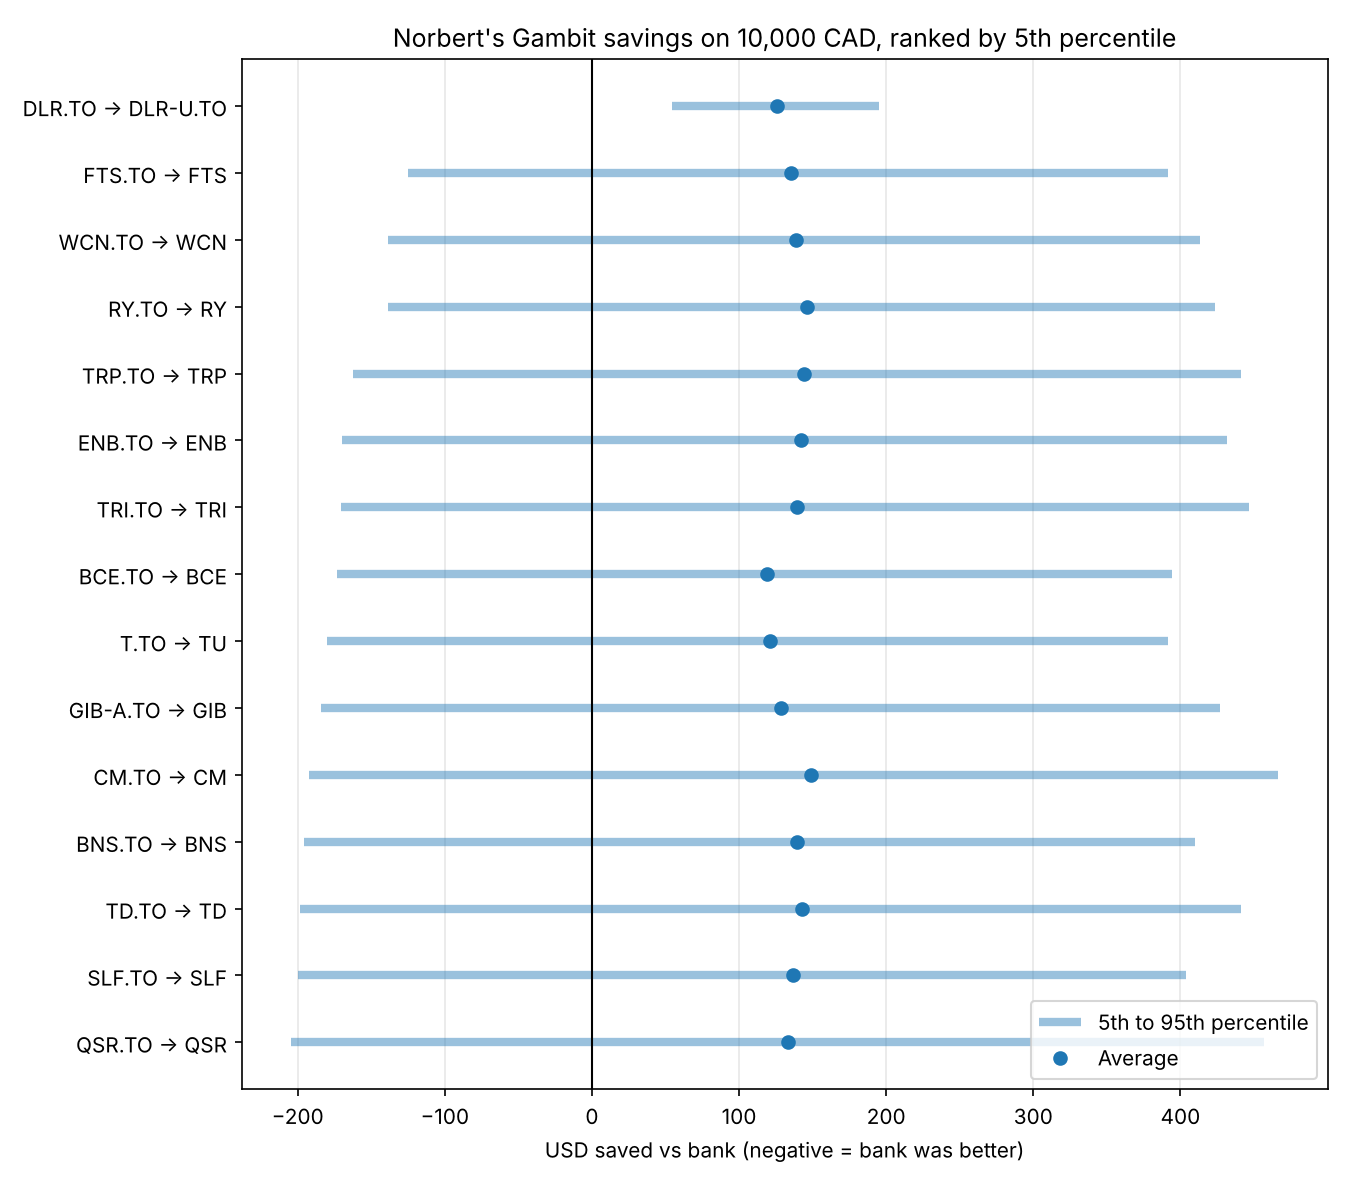 Norbert's Gambit savings on 10,000 CAD, ranked by 5th percentile
DLR.TO → DLR-U.TO
FTS.TO → FTS
WCN.TO → WCN
RY.TO → RY
TRP.TO → TRP
ENB.TO → ENB
TRI.TO → TRI
BCE.TO → BCE
T.TO → TU
GIB-A.TO → GIB
CM.TO → CM
BNS.TO → BNS
TD.TO → TD
SLF.TO → SLF
QSR.TO → QSR
5th to 95th percentile
Average
−200 −100 0 100 200 300 400
USD saved vs bank (negative = bank was better)